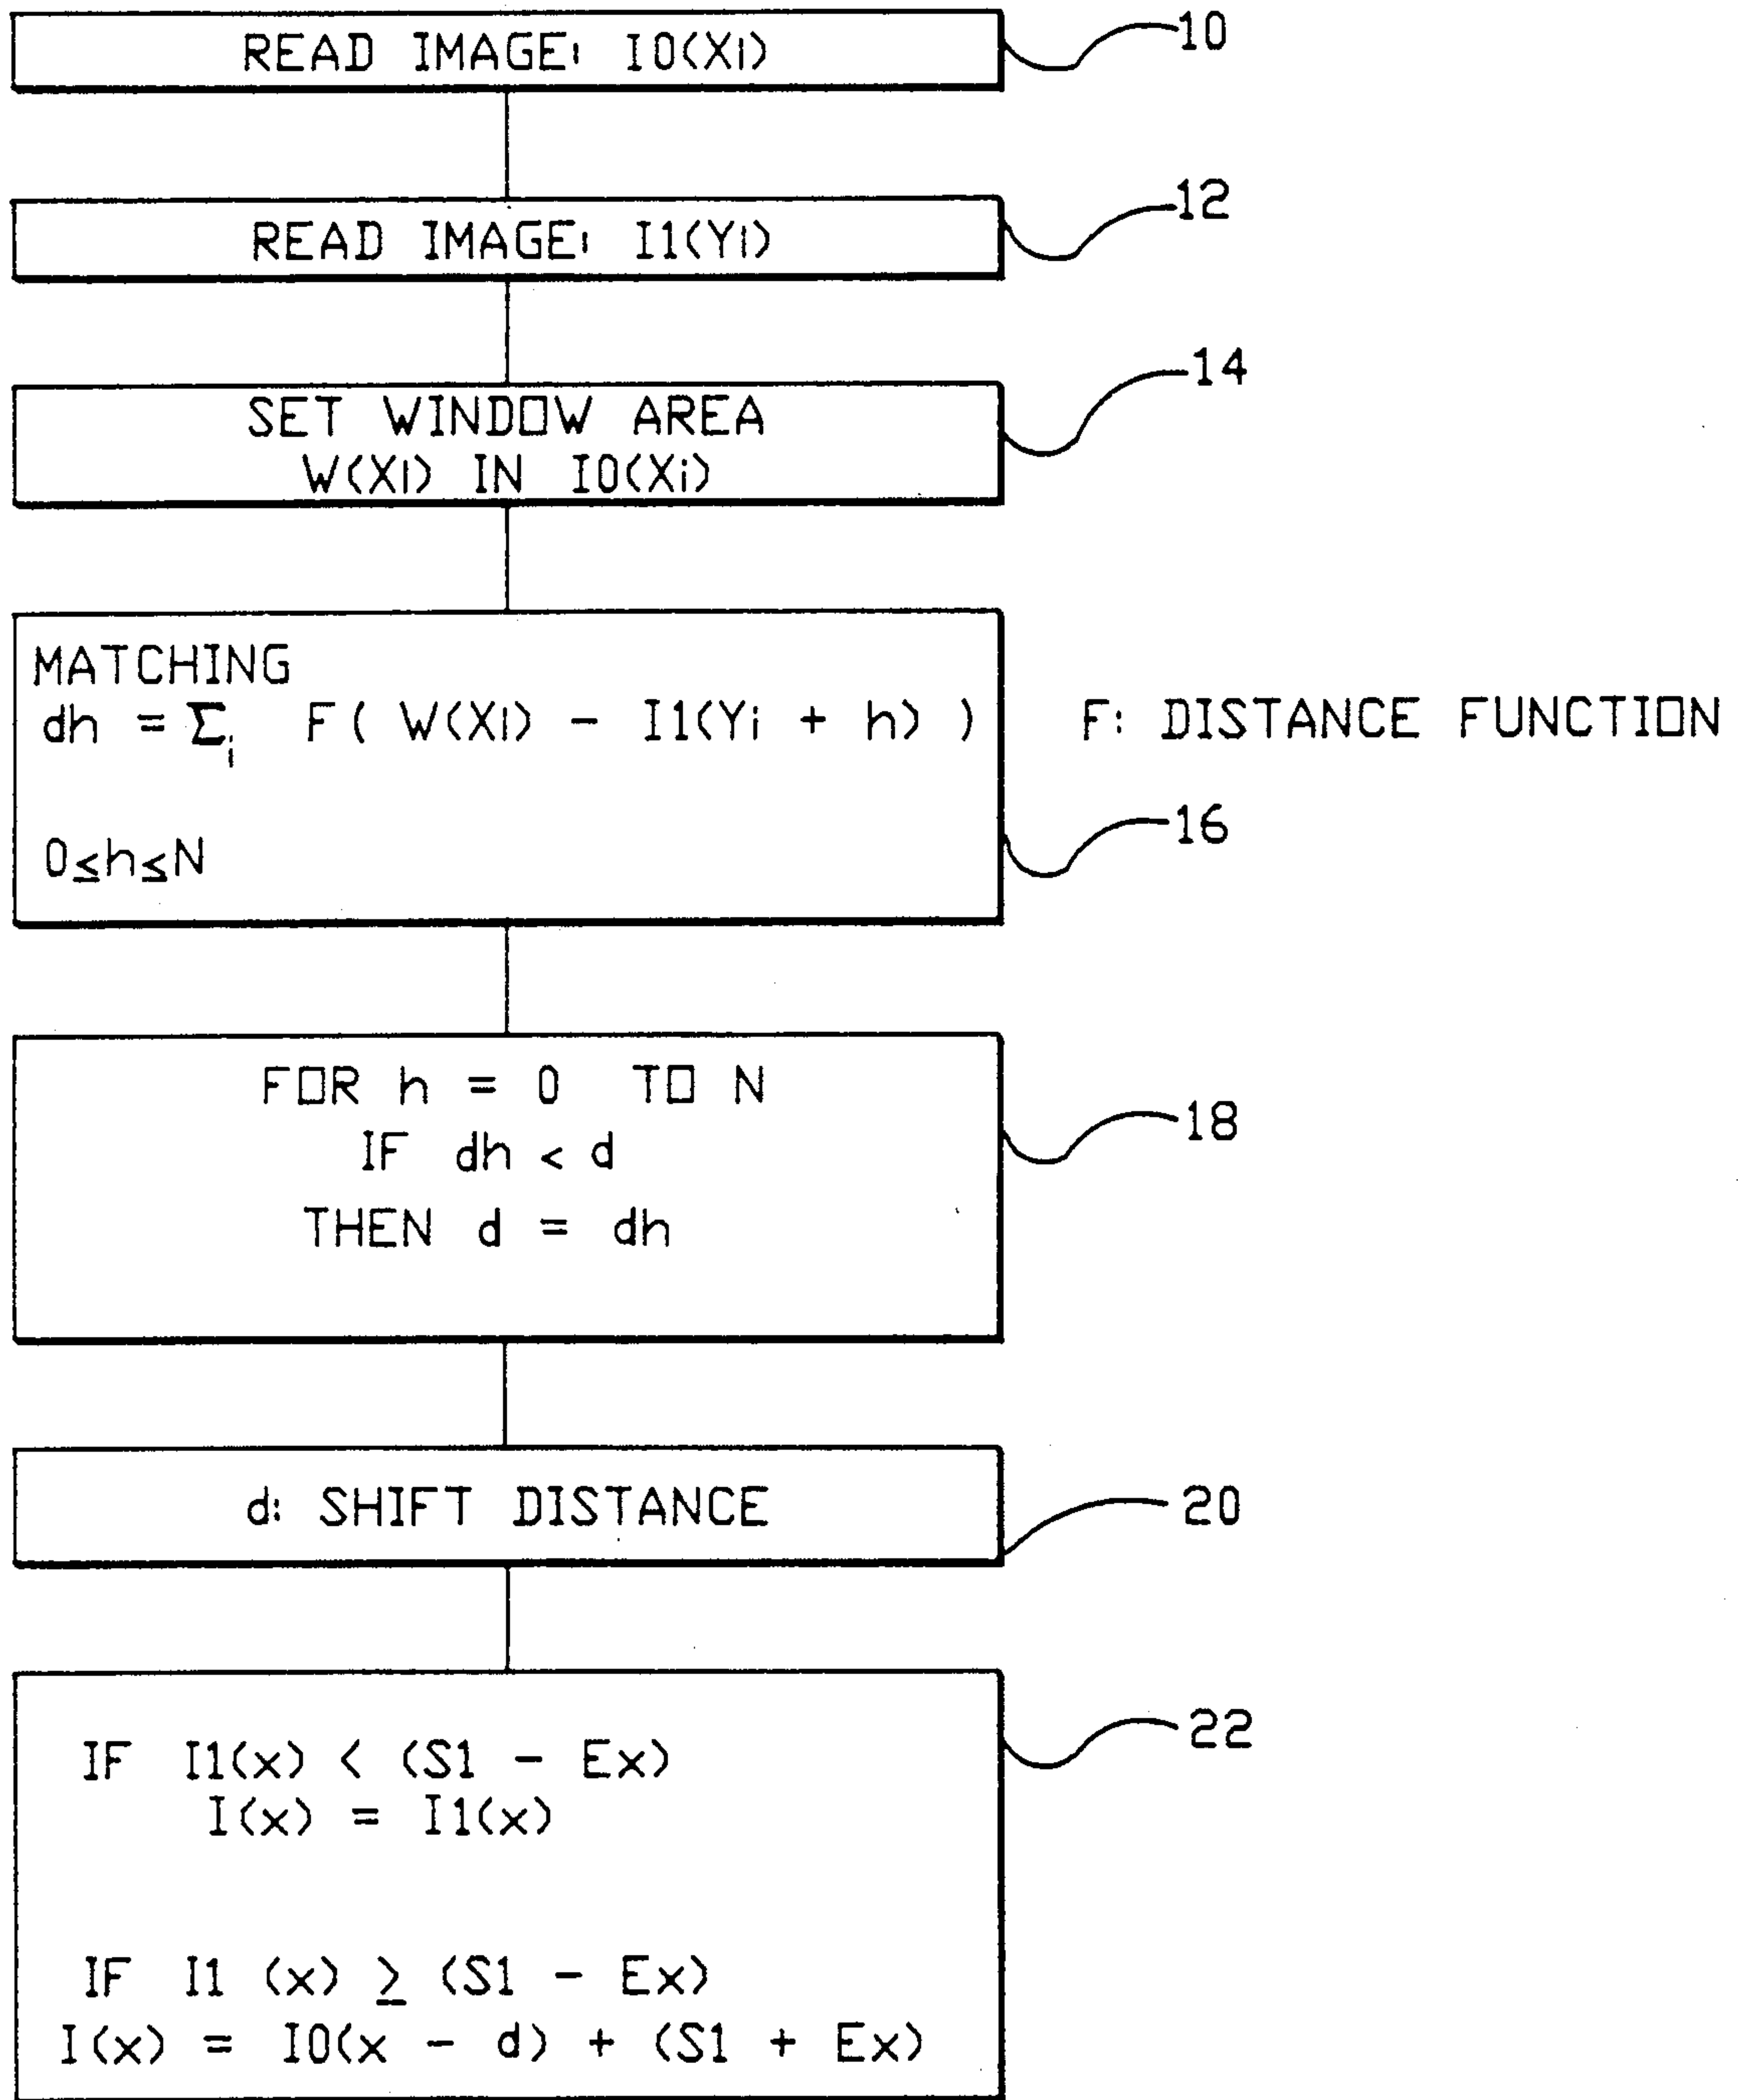 READ IMAGE: I0(Xi)
10
READ IMAGE: I1(Yi)
12
SET WINDOW AREA
W(Xi) IN I0(Xi)
14
MATCHING
dh = Σi F( W(Xi) - I1(Yi + h) )
F: DISTANCE FUNCTION
0≤h≤N
16
FOR h = 0 TO N
IF dh < d
THEN d = dh
18
d: SHIFT DISTANCE
20
IF I1(x) < (S1 - Ex)
I(x) = I1(x)
22
IF I1 (x) ≥ (S1 - Ex)
I(x) = I0(x - d) + (S1 + Ex)